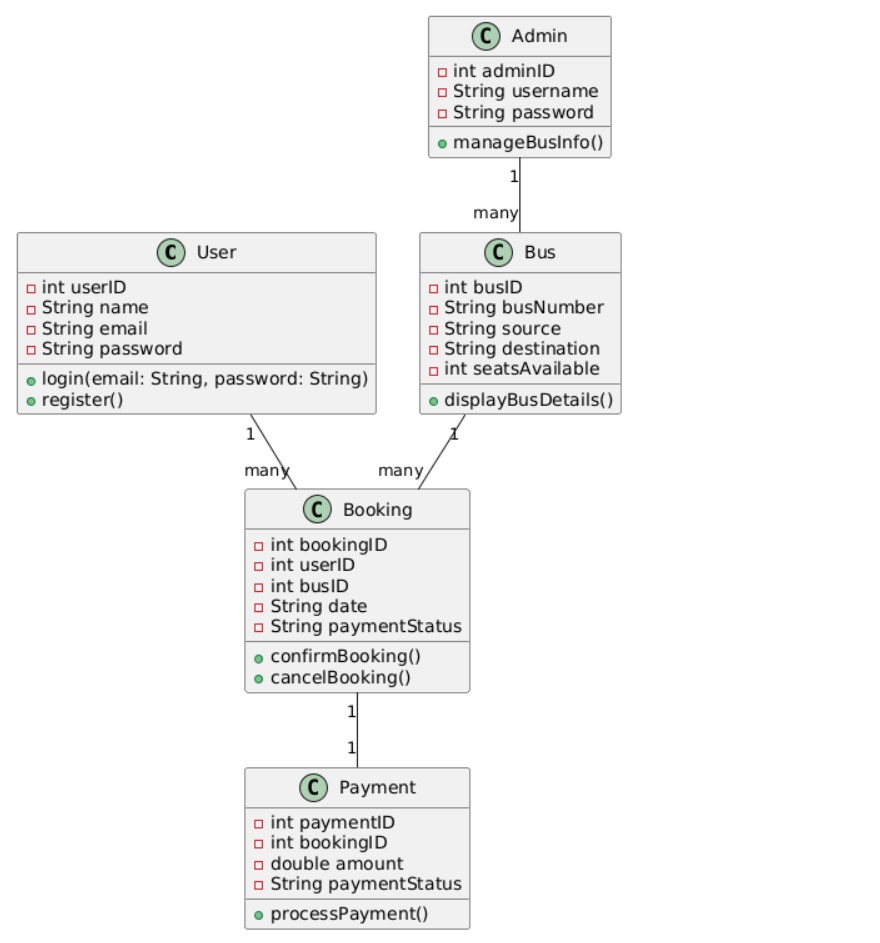 C Admin
int adminID
String username
String password
manageBusInfo()
1
many
C User
int userID
String name
String email
String password
login(email: String, password: String)
register()
C Bus
int busID
String busNumber
String source
String destination
int seatsAvailable
displayBusDetails()
1
many
1
many
C Booking
int bookingID
int userID
int busID
String date
String paymentStatus
confirmBooking()
cancelBooking()
1
1
C Payment
int paymentID
int bookingID
double amount
String paymentStatus
processPayment()